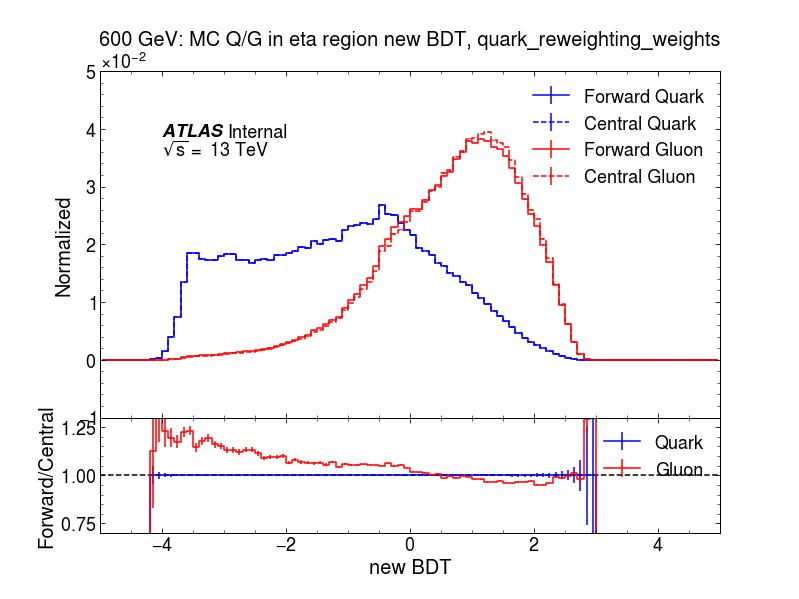 600 GeV: MC Q/G in eta region new BDT, quark_reweighting_weights
×10⁻²
5
4
3
2
1
0
1
Normalized
ATLAS Internal
√s = 13 TeV
Forward Quark
Central Quark
Forward Gluon
Central Gluon
1.25
1.00
0.75
Forward/Central
Quark
Gluon
−4 −2 0 2 4
new BDT